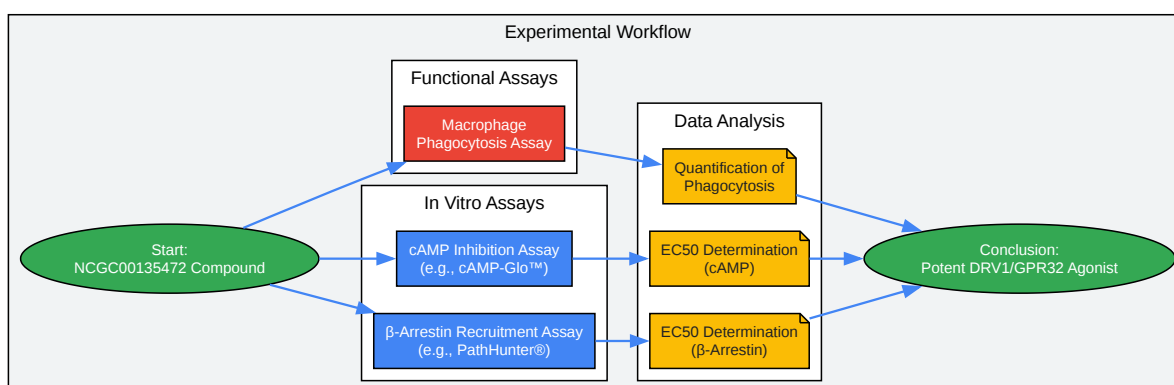 Experimental Workflow
Functional Assays
Macrophage
Phagocytosis Assay
Data Analysis
Quantification of
Phagocytosis
In Vitro Assays
Start:
NCGC00135472 Compound
cAMP Inhibition Assay
(e.g., cAMP-Glo™)
EC50 Determination
(cAMP)
Conclusion:
Potent DRV1/GPR32 Agonist
β-Arrestin Recruitment Assay
(e.g., PathHunter®)
EC50 Determination
(β-Arrestin)